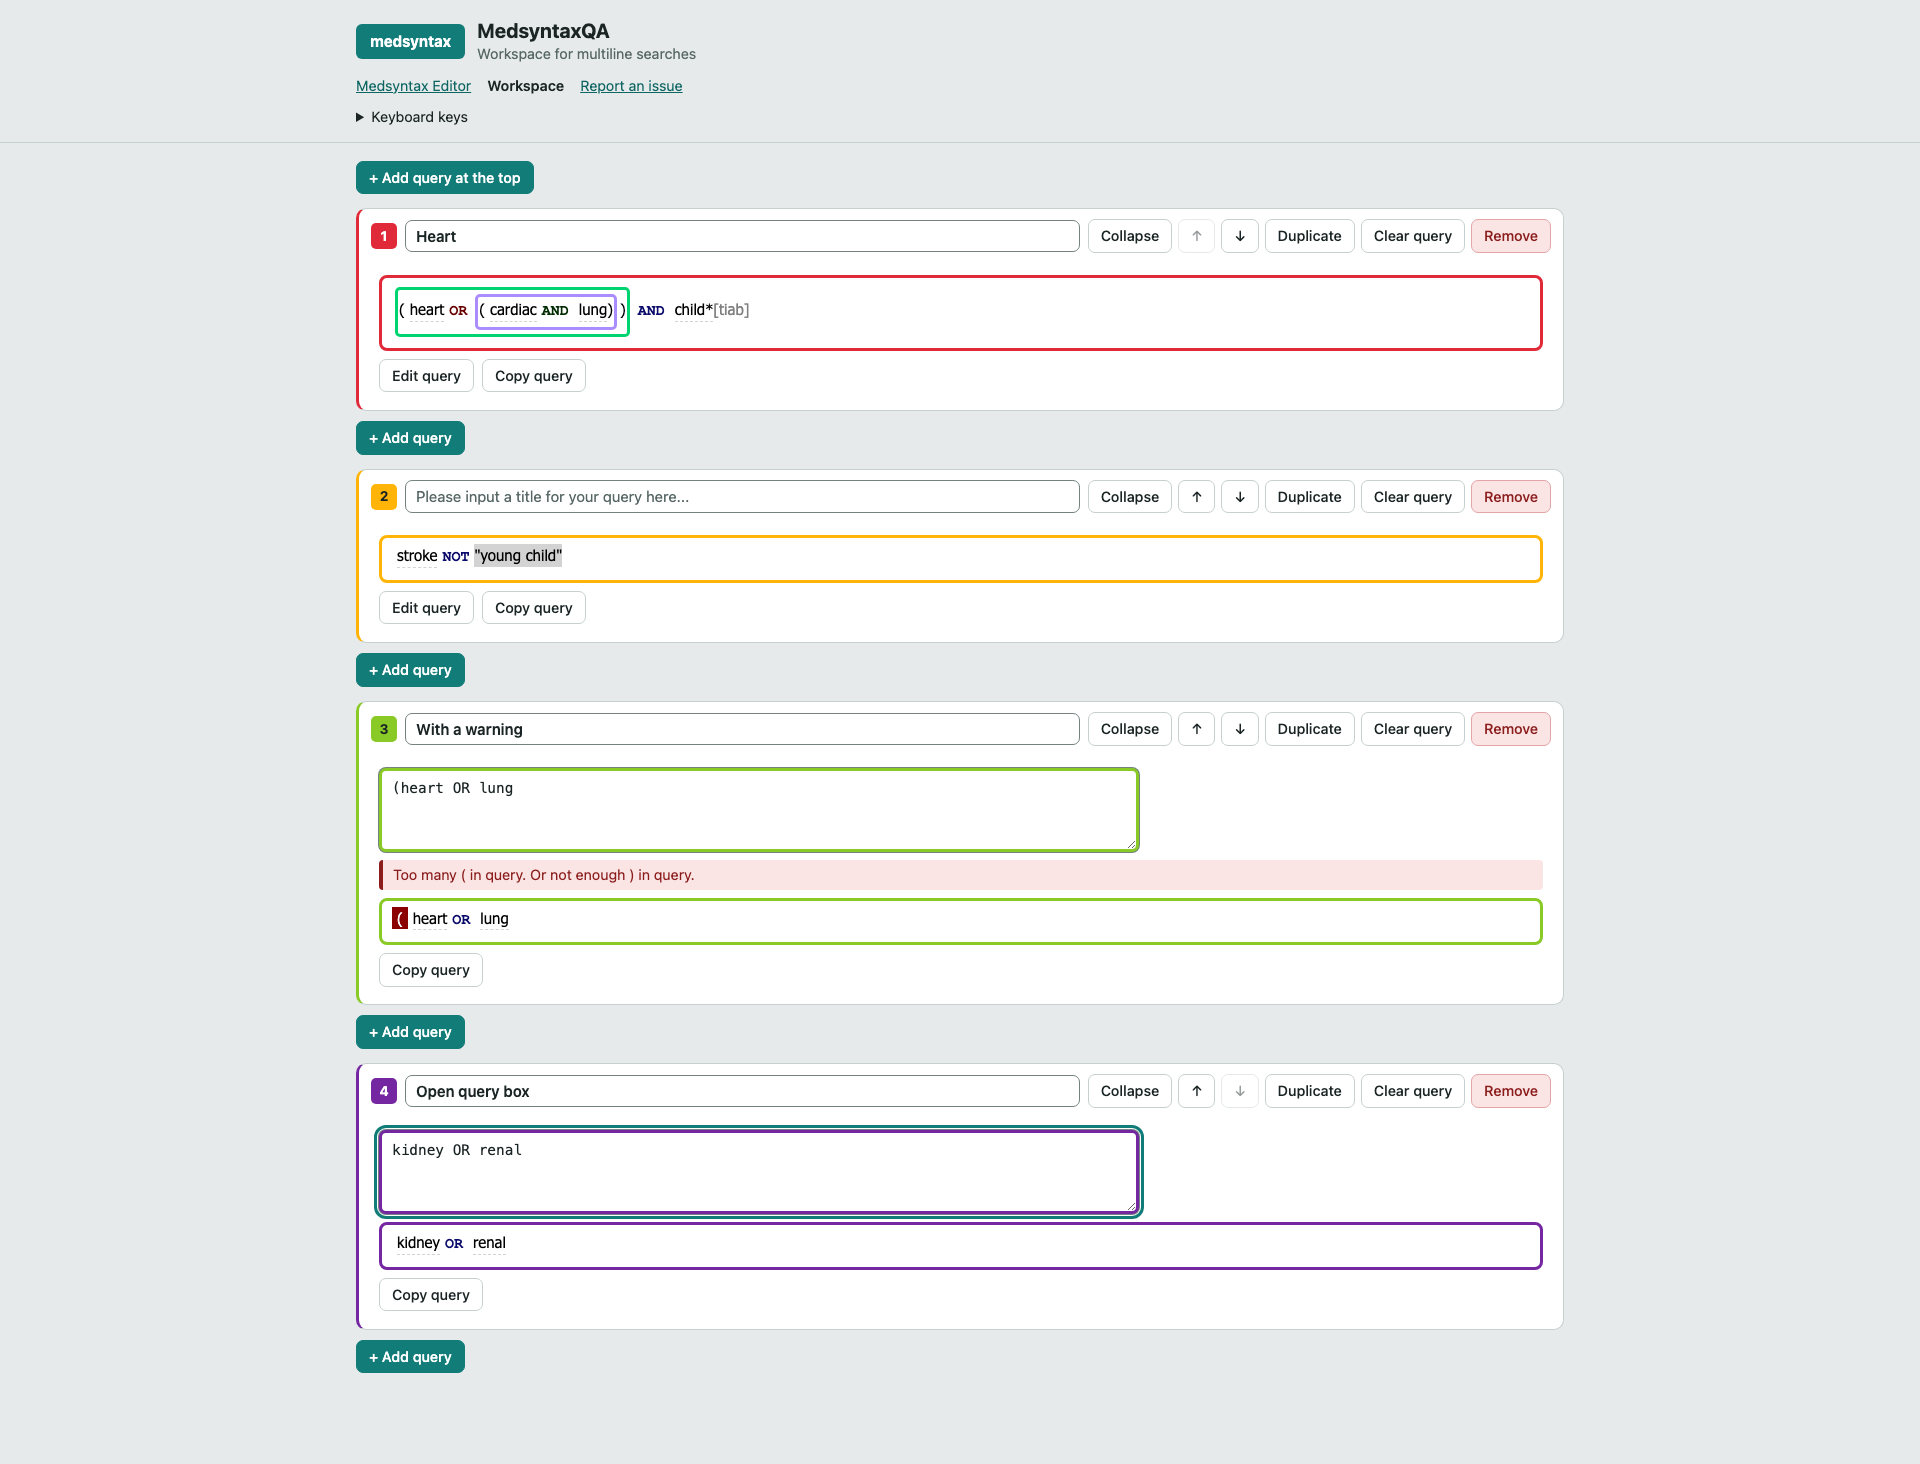 medsyntax
MedsyntaxQA
Workspace for multiline searches
Medsyntax Editor Workspace Report an issue
▶ Keyboard keys
+ Add query at the top
1 Heart Collapse ↑ ↓ Duplicate Clear query Remove
( heart OR ( cardiac AND lung) ) AND child*[tiab]
Edit query Copy query
+ Add query
2 Please input a title for your query here... Collapse ↑ ↓ Duplicate Clear query Remove
stroke NOT "young child"
Edit query Copy query
+ Add query
3 With a warning Collapse ↑ ↓ Duplicate Clear query Remove
(heart OR lung
Too many ( in query. Or not enough ) in query.
( heart OR lung
Copy query
+ Add query
4 Open query box Collapse ↑ ↓ Duplicate Clear query Remove
kidney OR renal
kidney OR renal
Copy query
+ Add query